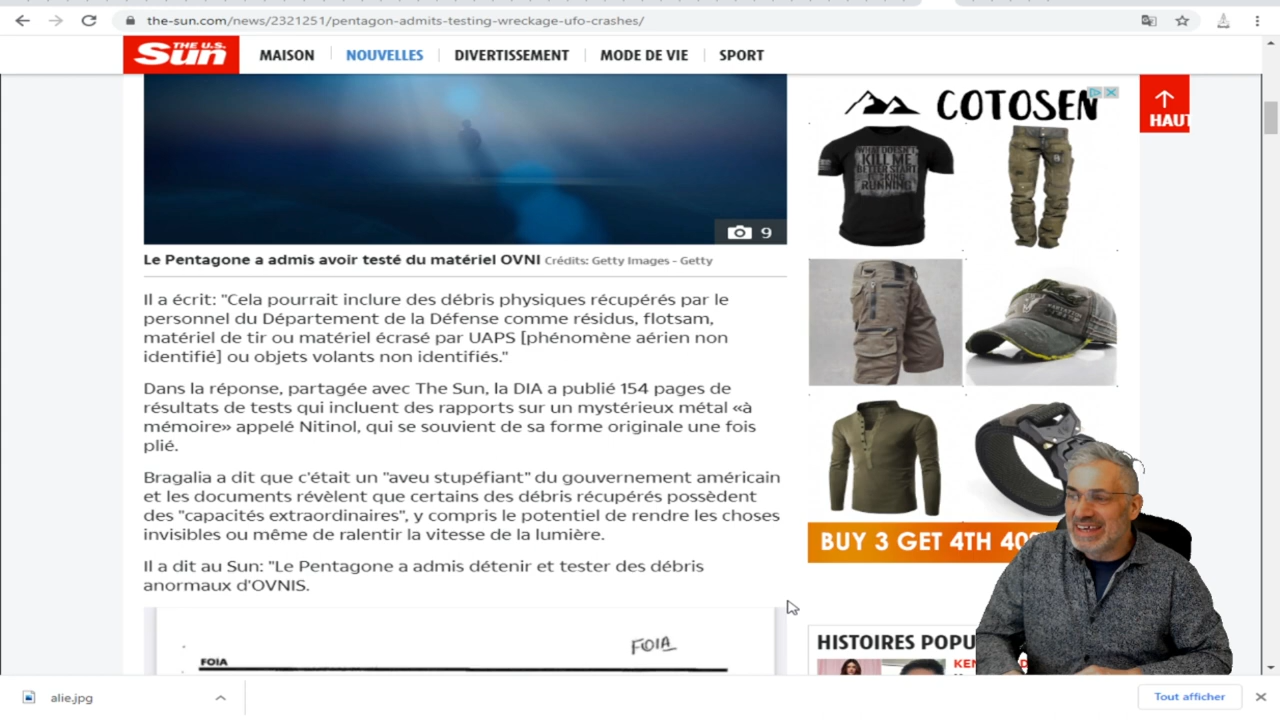 the-sun.com/news/2321251/pentagon-admits-testing-wreckage-ufo-crashes/
THE U.S.
Sun
MAISON
NOUVELLES
DIVERTISSEMENT
MODE DE VIE
SPORT
9
Le Pentagone a admis avoir testé du matériel OVNI Crédits: Getty Images - Getty
Il a écrit: "Cela pourrait inclure des débris physiques récupérés par le
personnel du Département de la Défense comme résidus, flotsam,
matériel de tir ou matériel écrasé par UAPS [phénomène aérien non
identifié] ou objets volants non identifiés."
Dans la réponse, partagée avec The Sun, la DIA a publié 154 pages de
résultats de tests qui incluent des rapports sur un mystérieux métal «à
mémoire» appelé Nitinol, qui se souvient de sa forme originale une fois
plié.
Bragalia a dit que c'était un "aveu stupéfiant" du gouvernement américain
et les documents révèlent que certains des débris récupérés possèdent
des "capacités extraordinaires", y compris le potentiel de rendre les choses
invisibles ou même de ralentir la vitesse de la lumière.
Il a dit au Sun: "Le Pentagone a admis détenir et tester des débris
anormaux d'OVNIS.
FOIA
FOIA
COTOSEN
KILL ME
RUNNING
BUY 3 GET 4TH 40
HAUT
HISTOIRES POPU
KEN
alie.jpg
Tout afficher